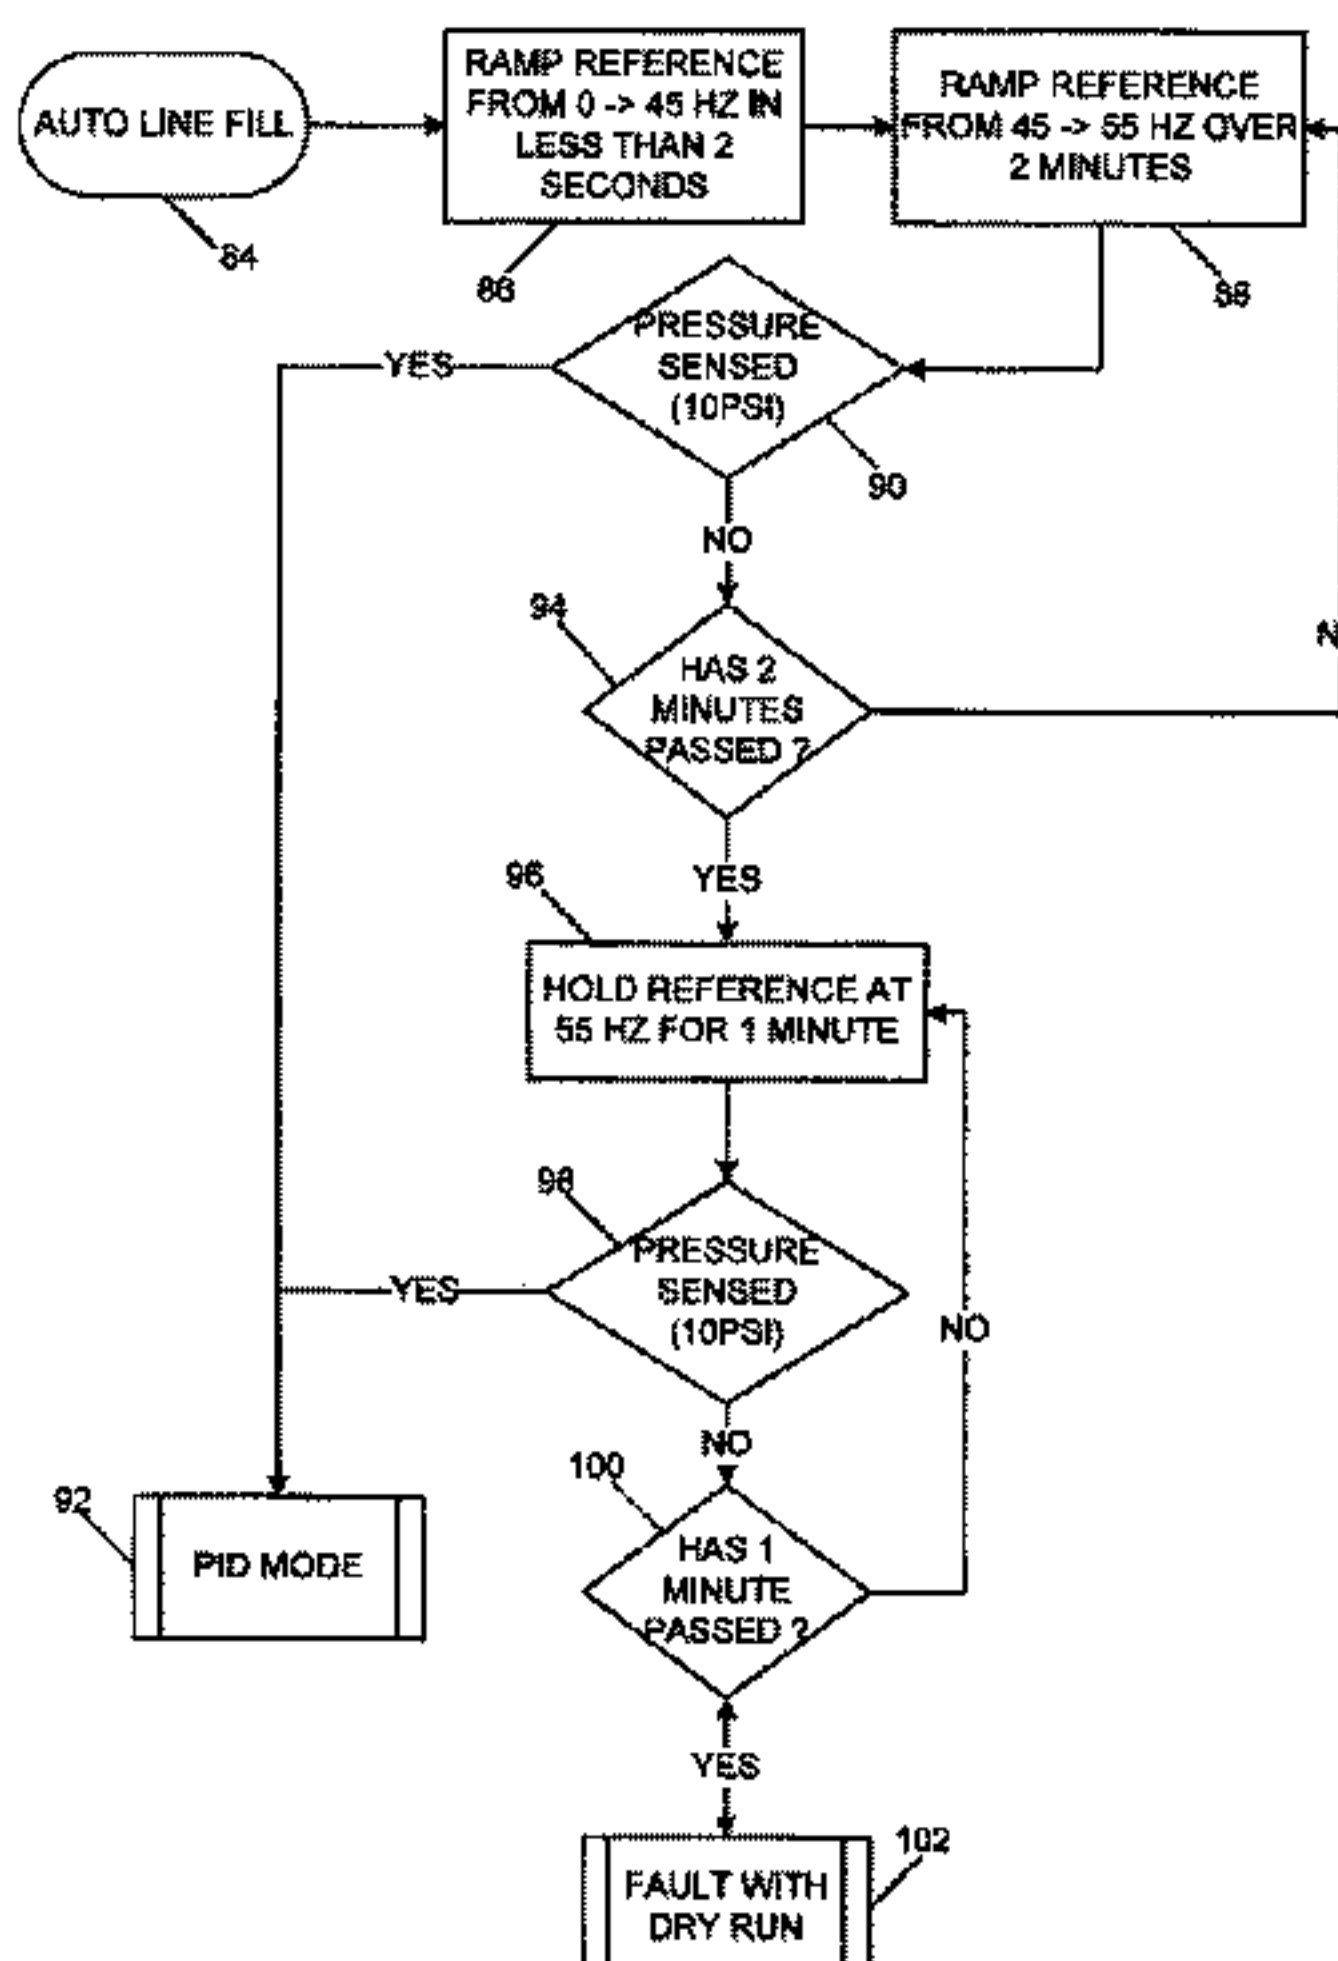 AUTO LINE FILL
84
RAMP REFERENCE
FROM 0 -> 45 HZ IN
LESS THAN 2
SECONDS
86
RAMP REFERENCE
FROM 45 -> 55 HZ OVER
2 MINUTES
88
PRESSURE
SENSED
(10PSI)
90
YES
NO
94
HAS 2
MINUTES
PASSED ?
YES
96
HOLD REFERENCE AT
55 HZ FOR 1 MINUTE
98
PRESSURE
SENSED
(10PSI)
YES
NO
NO
100
HAS 1
MINUTE
PASSED ?
92
PID MODE
YES
102
FAULT WITH
DRY RUN